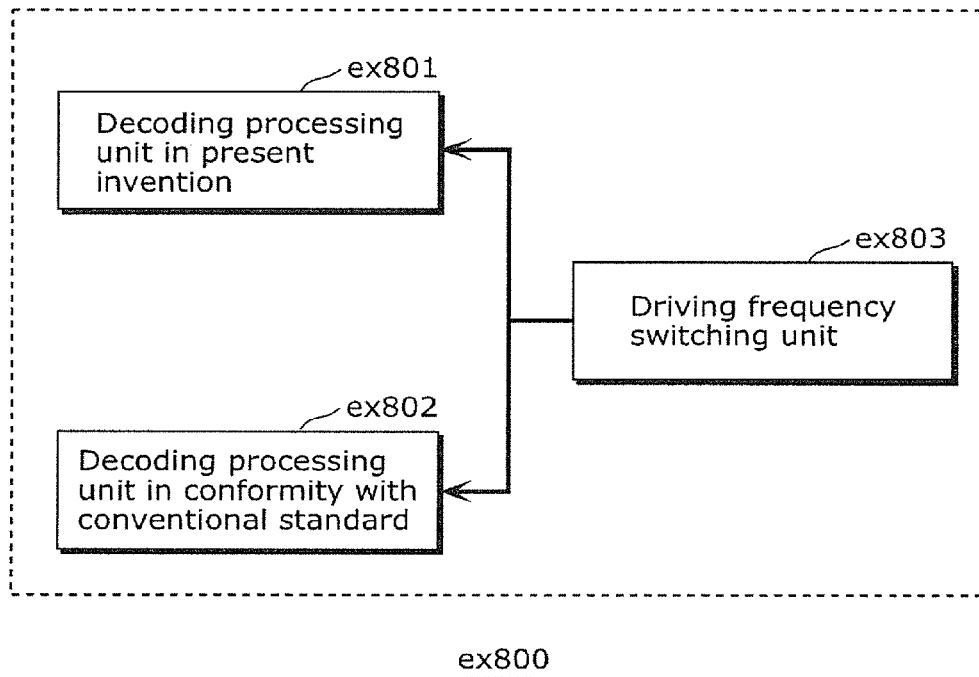 ex801
Decoding processing
unit in present
invention
ex803
Driving frequency
switching unit
ex802
Decoding processing
unit in conformity with
conventional standard
ex800